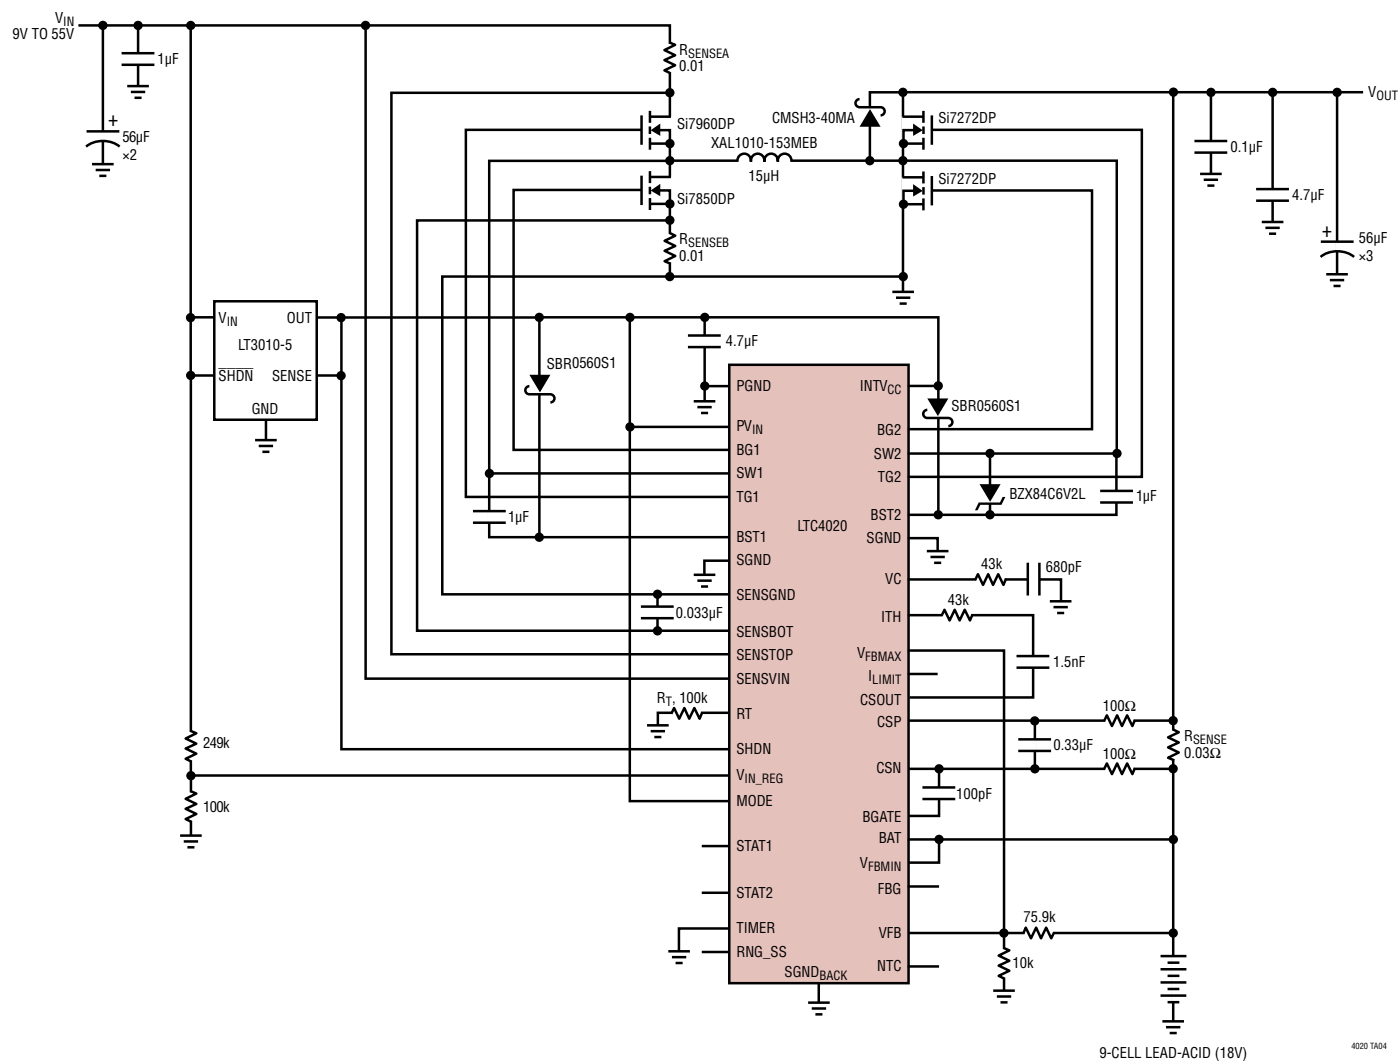 VIN
9V TO 55V
1µF
56µF
×2
RSENSEA
0.01
Si7960DP
CMSH3-40MA
XAL1010-153MEB
15µH
Si7272DP
VOUT
0.1µF
4.7µF
56µF
×3
Si7850DP
Si7272DP
RSENSEB
0.01
VIN
OUT
LT3010-5
SHDN
SENSE
GND
SBR0560S1
4.7µF
PGND
INTVCC
SBR0560S1
PVIN
BG2
BG1
SW2
SW1
TG2
TG1
BZX84C6V2L
1µF
1µF
BST2
LTC4020
BST1
SGND
SGND
VC
43k
680pF
SENSGND
43k
0.033µF
ITH
SENSBOT
SENSTOP
VFBMAX
1.5nF
SENSVIN
ILIMIT
CSOUT
RT, 100k
RT
CSP
100Ω
RSENSE
0.03Ω
249k
SHDN
0.33µF
100Ω
CSN
VIN_REG
100k
MODE
100pF
BGATE
BAT
STAT1
VFBMIN
STAT2
FBG
TIMER
VFB
75.9k
RNG_SS
NTC
10k
SGNDBACK
9-CELL LEAD-ACID (18V)
4020 TA04